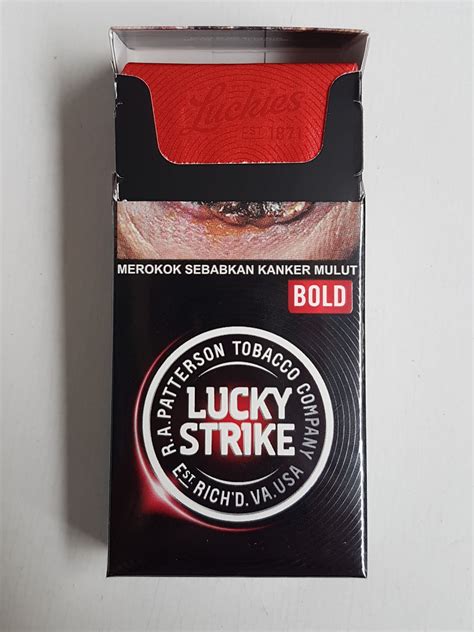 Luckies
EST 1871
MEROKOK SEBABKAN KANKER MULUT
BOLD
R.A.PATTERSON TOBACCO COMPANY
LUCKY
STRIKE
EST. RICH'D. VA. USA